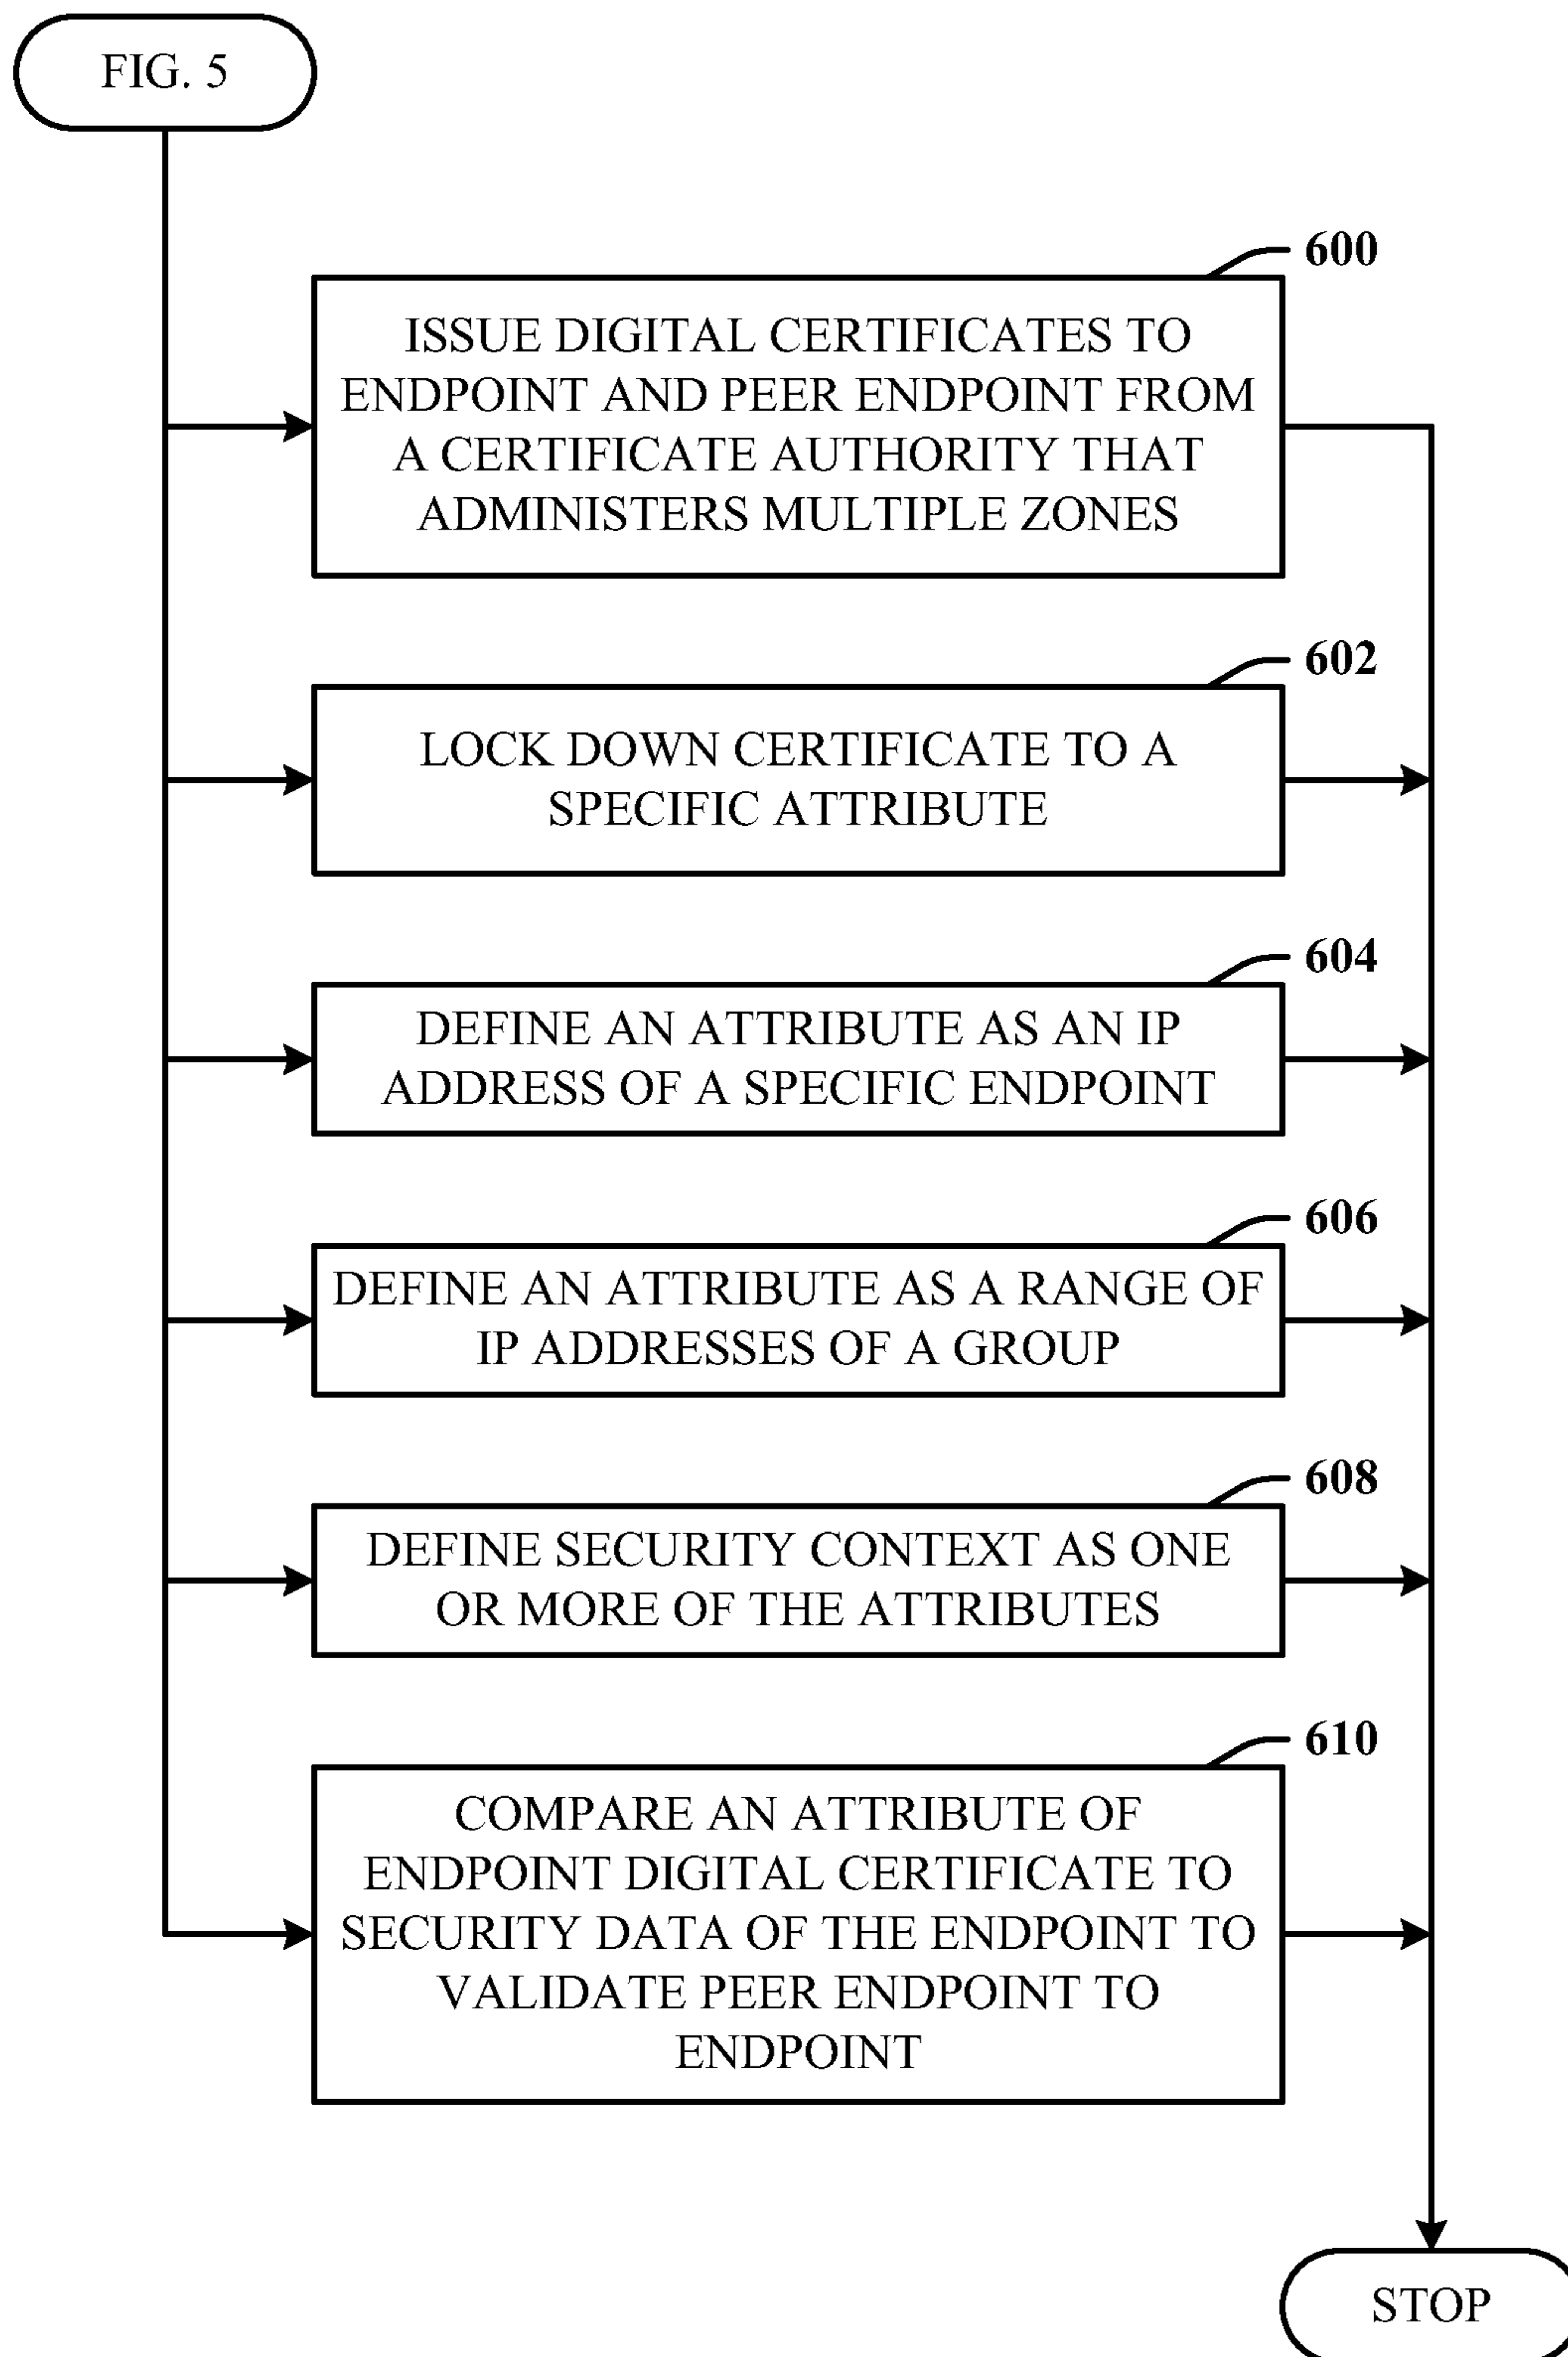 FIG. 5
600
ISSUE DIGITAL CERTIFICATES TO
ENDPOINT AND PEER ENDPOINT FROM
A CERTIFICATE AUTHORITY THAT
ADMINISTERS MULTIPLE ZONES
602
LOCK DOWN CERTIFICATE TO A
SPECIFIC ATTRIBUTE
604
DEFINE AN ATTRIBUTE AS AN IP
ADDRESS OF A SPECIFIC ENDPOINT
606
DEFINE AN ATTRIBUTE AS A RANGE OF
IP ADDRESSES OF A GROUP
608
DEFINE SECURITY CONTEXT AS ONE
OR MORE OF THE ATTRIBUTES
610
COMPARE AN ATTRIBUTE OF
ENDPOINT DIGITAL CERTIFICATE TO
SECURITY DATA OF THE ENDPOINT TO
VALIDATE PEER ENDPOINT TO
ENDPOINT
STOP